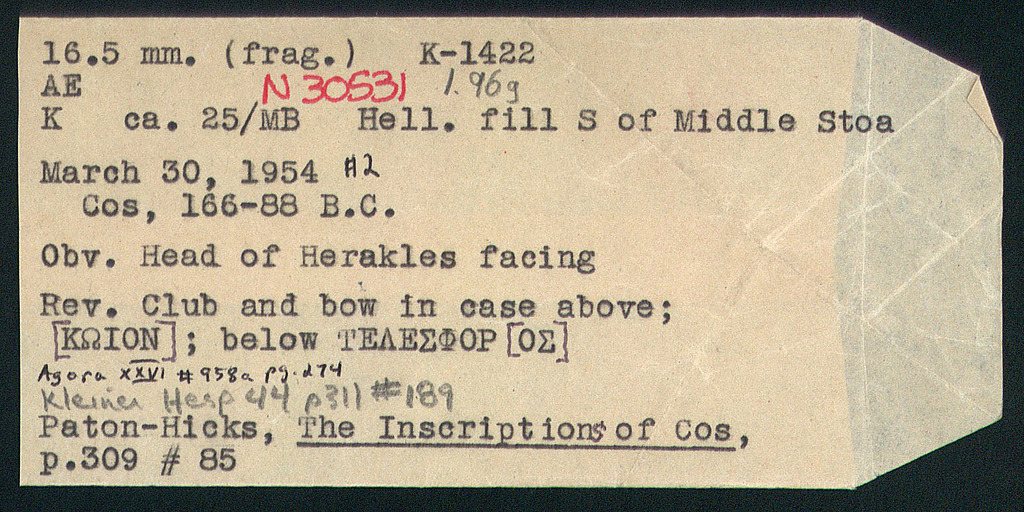 16.5 mm. (frag.) K-1422
AE N 30531 1.96g
K ca. 25/MB Hell. fill S of Middle Stoa
March 30, 1954 #2
Cos, 166-88 B.C.
Obv. Head of Herakles facing
Rev. Club and bow in case above;
[ΚΩΙΟΝ]; below ΤΕΛΕΣΦΟΡ[ΟΣ]
Agora XXVI #958a pg. 274
Kleiner Hesp 44 p311 #189
Paton-Hicks, The Inscriptions of Cos,
p.309 # 85